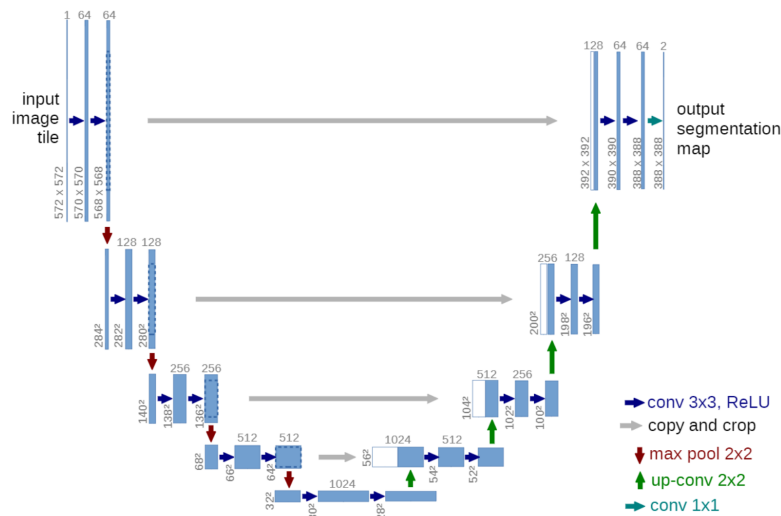 1 64 64
128 64 64 2
input
image
tile
output
segmentation
map
572 x 572
570 x 570
568 x 568
392 x 392
390 x 390
388 x 388
388 x 388
128 128
256 128
284²
282²
280²
200²
198²
196²
256 256
512 256
140²
138²
136²
104²
102²
100²
512 512
1024 512
68²
66²
64²
56²
54²
52²
1024
32²
conv 3x3, ReLU
copy and crop
max pool 2x2
up-conv 2x2
conv 1x1